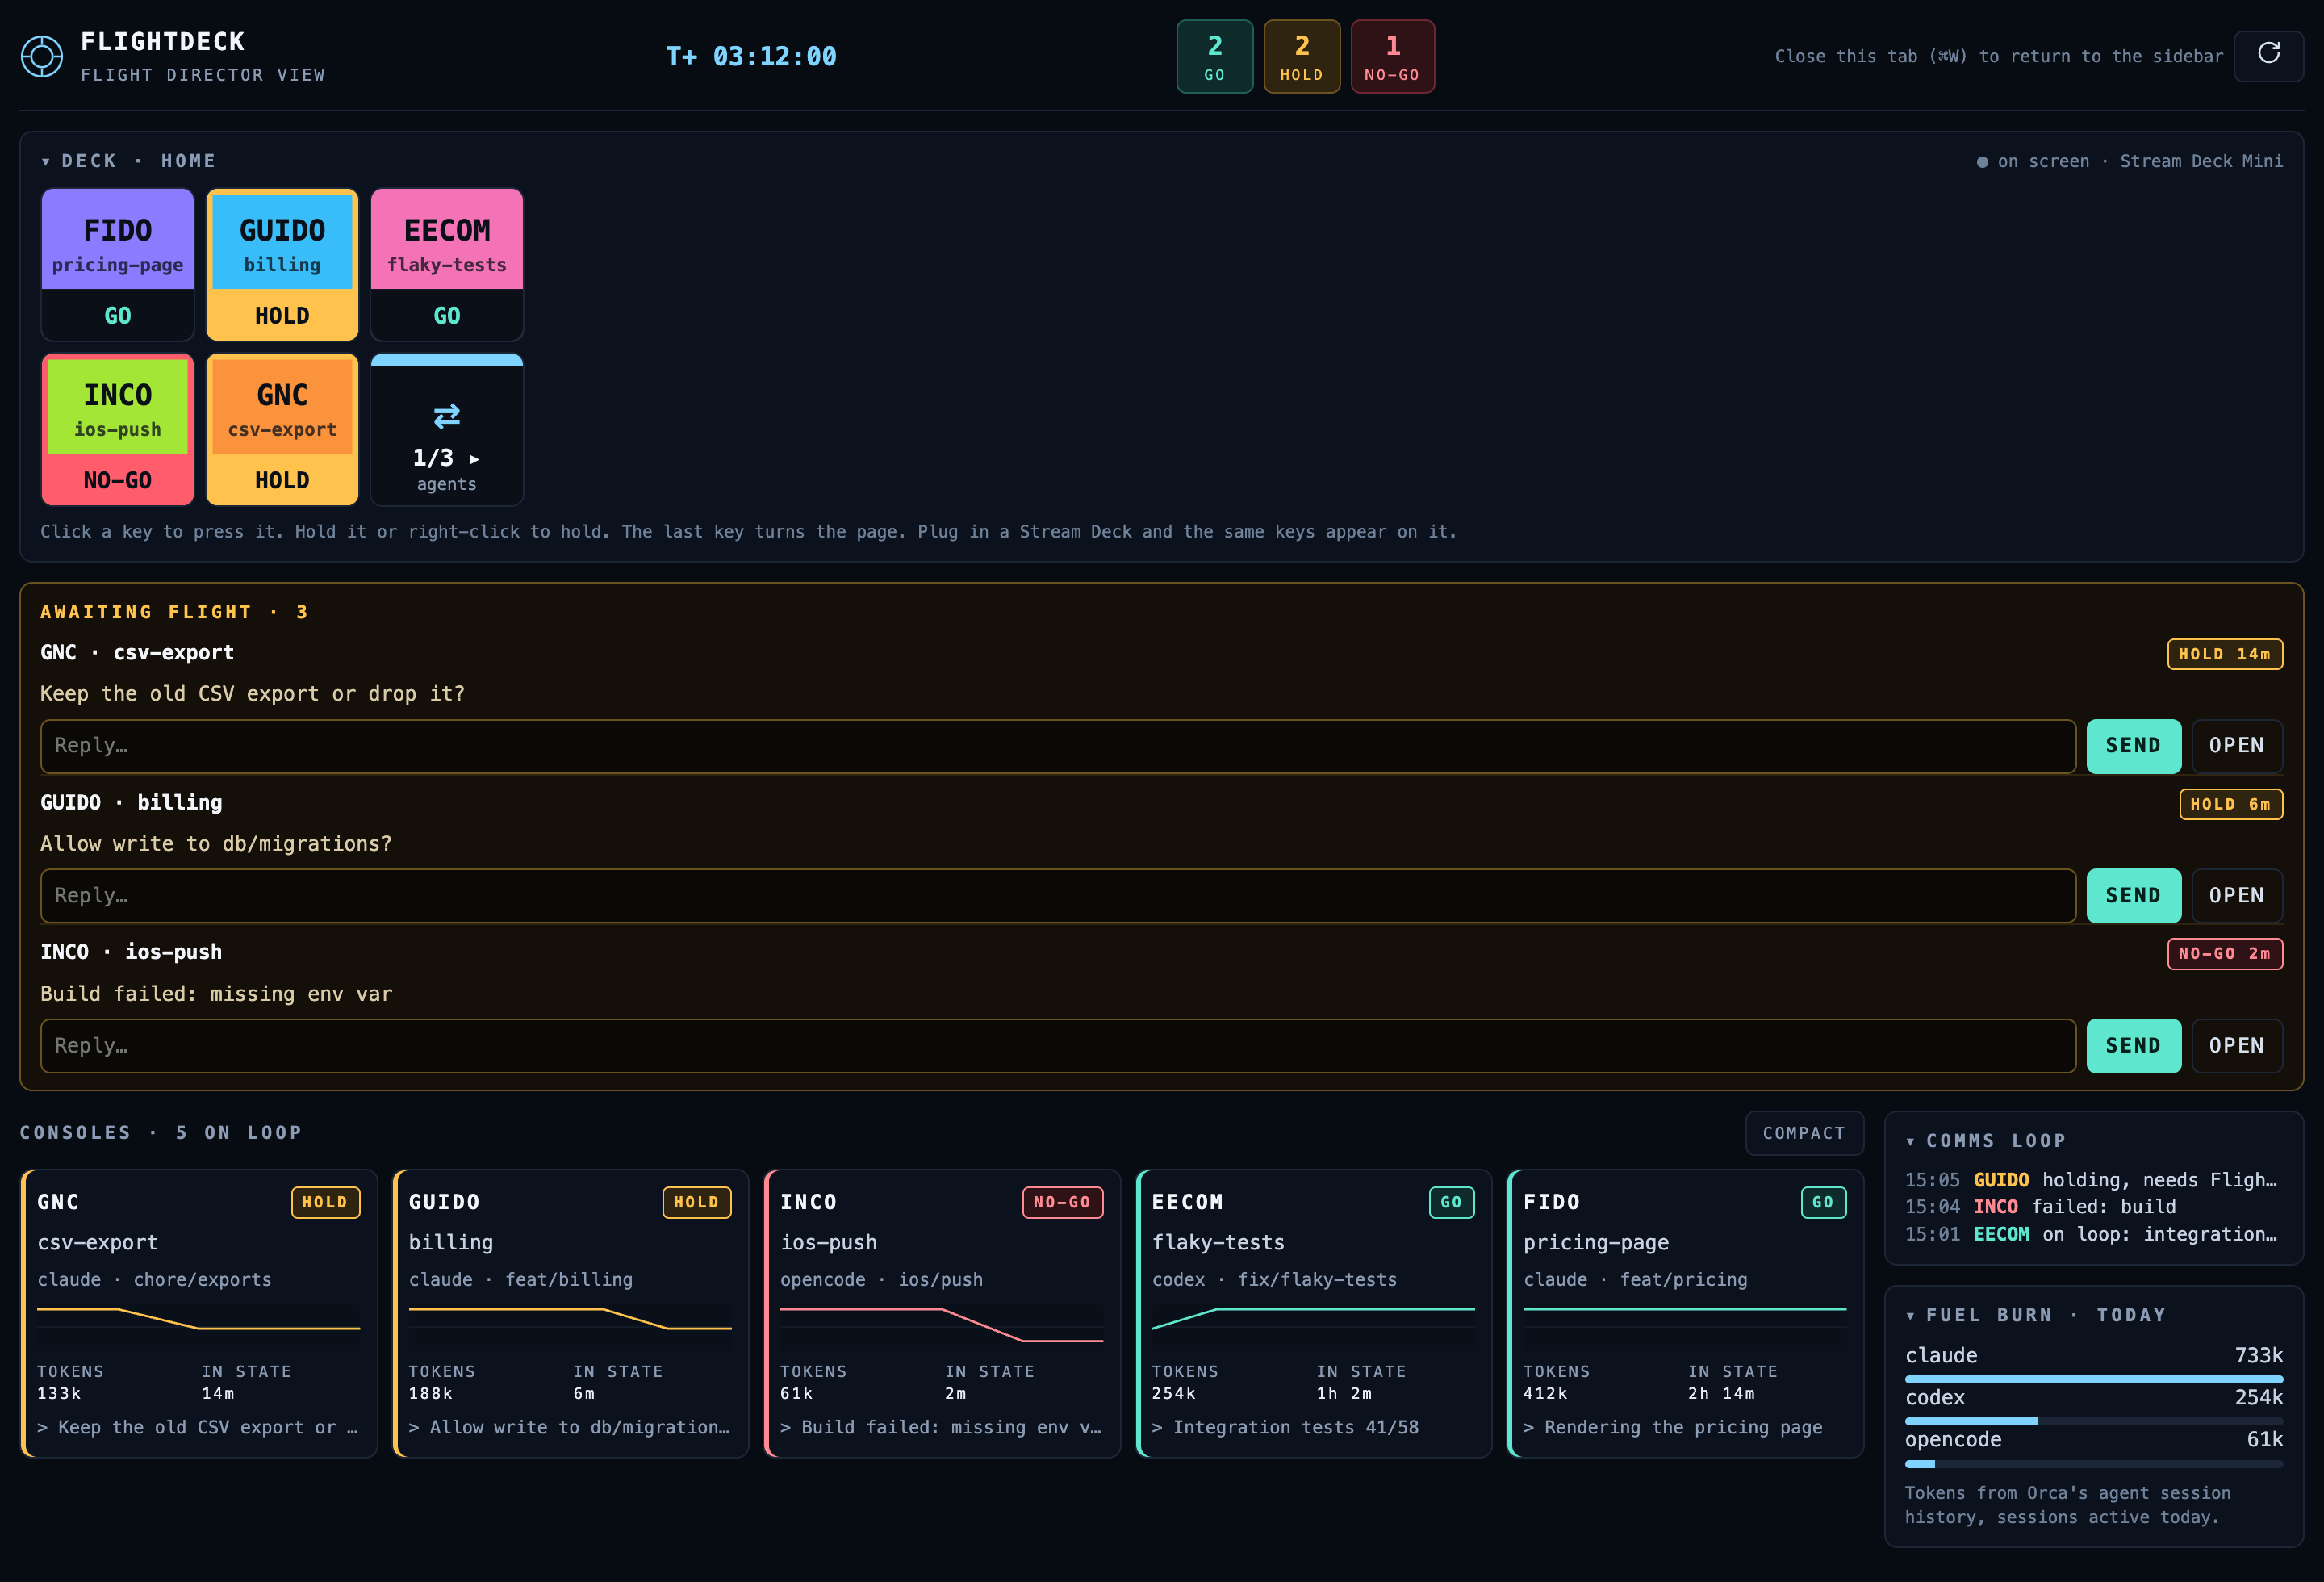 FLIGHTDECK
FLIGHT DIRECTOR VIEW
T+ 03:12:00
2
GO
2
HOLD
1
NO-GO
Close this tab (⌘W) to return to the sidebar
▾ DECK · HOME
● on screen · Stream Deck Mini
FIDO
pricing-page
GO
GUIDO
billing
HOLD
EECOM
flaky-tests
GO
INCO
ios-push
NO-GO
GNC
csv-export
HOLD
⇄
1/3 ▸
agents
Click a key to press it. Hold it or right-click to hold. The last key turns the page. Plug in a Stream Deck and the same keys appear on it.
AWAITING FLIGHT · 3
GNC · csv-export
HOLD 14m
Keep the old CSV export or drop it?
Reply…
SEND
OPEN
GUIDO · billing
HOLD 6m
Allow write to db/migrations?
Reply…
SEND
OPEN
INCO · ios-push
NO-GO 2m
Build failed: missing env var
Reply…
SEND
OPEN
CONSOLES · 5 ON LOOP
COMPACT
GNC
HOLD
csv-export
claude · chore/exports
TOKENS
133k
IN STATE
14m
> Keep the old CSV export or …
GUIDO
HOLD
billing
claude · feat/billing
TOKENS
188k
IN STATE
6m
> Allow write to db/migration…
INCO
NO-GO
ios-push
opencode · ios/push
TOKENS
61k
IN STATE
2m
> Build failed: missing env v…
EECOM
GO
flaky-tests
codex · fix/flaky-tests
TOKENS
254k
IN STATE
1h 2m
> Integration tests 41/58
FIDO
GO
pricing-page
claude · feat/pricing
TOKENS
412k
IN STATE
2h 14m
> Rendering the pricing page
▾ COMMS LOOP
15:05 GUIDO holding, needs Fligh…
15:04 INCO failed: build
15:01 EECOM on loop: integration…
▾ FUEL BURN · TODAY
claude 733k
codex 254k
opencode 61k
Tokens from Orca's agent session
history, sessions active today.